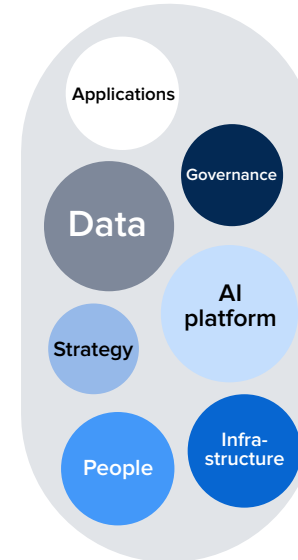 Applications
Governance
Data
AI
platform
Strategy
Infra-
structure
People